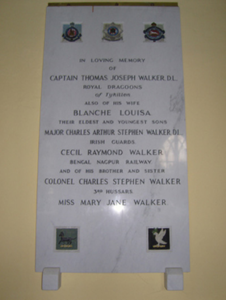 IN LOVING MEMORY
OF
CAPTAIN THOMAS JOSEPH WALKER, D.L.
ROYAL DRAGOONS
of Tykillen
ALSO OF HIS WIFE
BLANCHE LOUISA
THEIR ELDEST AND YOUNGEST SONS
MAJOR CHARLES ARTHUR STEPHEN WALKER, D.L.
IRISH GUARDS
CECIL RAYMOND WALKER
BENGAL NAGPUR RAILWAY
AND OF HIS BROTHER AND SISTER
COLONEL CHARLES STEPHEN WALKER
3RD HUSSARS
MISS MARY JANE WALKER